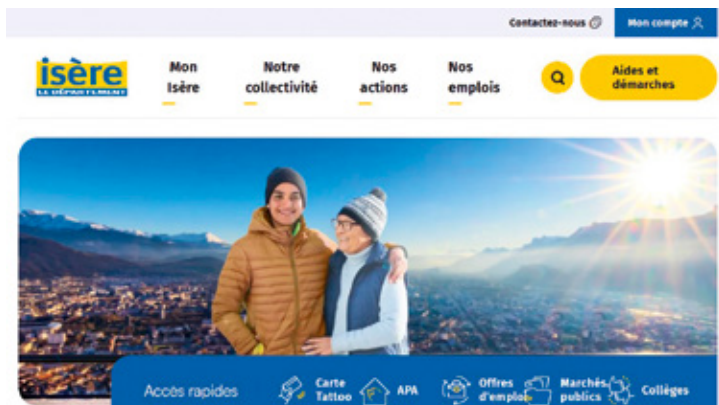 Contactez-nous
Mon compte
isère
LE DÉPARTEMENT
Mon
Isère
Notre
collectivité
Nos
actions
Nos
emplois
Aides et
démarches
Accès rapides
Carte
Tattoo
APA
Offres
d'emploi
Marchés
publics
Collèges